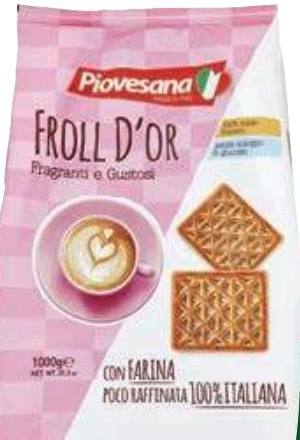 Piovesana
FROLL D'OR
Fragranti e Gustosi
1000g℮
CON FARINA
POCO RAFFINATA 100% ITALIANA